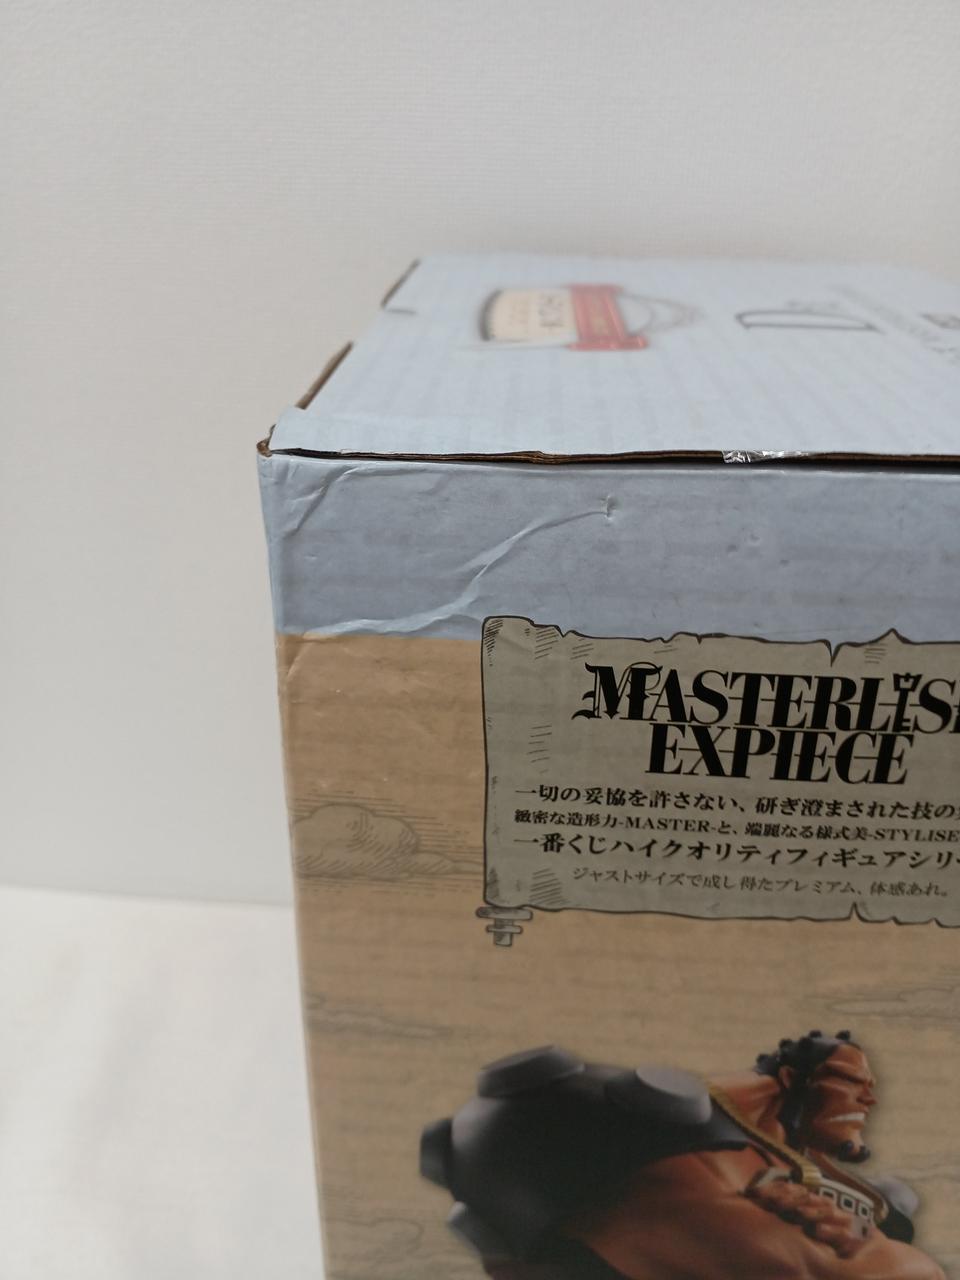 D
MASTERLIS
EXPIECE
一切の妥協を許さない、研ぎ澄まされた技の
緻密な造形力-MASTER-と、端麗なる様式美-STYLISE
一番くじハイクオリティフィギュアシリ
ジャストサイズで成し得たプレミアム、体感あれ。